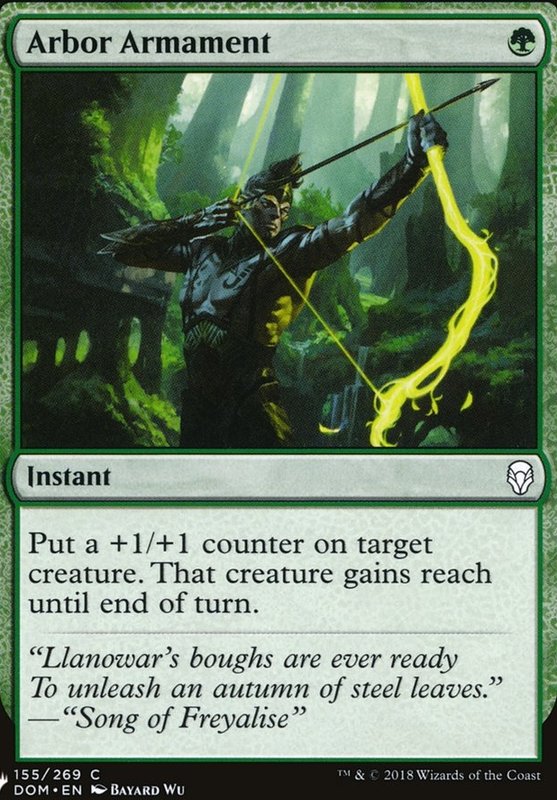 Arbor Armament
Instant
Put a +1/+1 counter on target
creature. That creature gains reach
until end of turn.
“Llanowar’s boughs are ever ready
To unleash an autumn of steel leaves.”
—“Song of Freyalise”
155/269 C
DOM • EN Bayard Wu
™ & © 2018 Wizards of the Coast